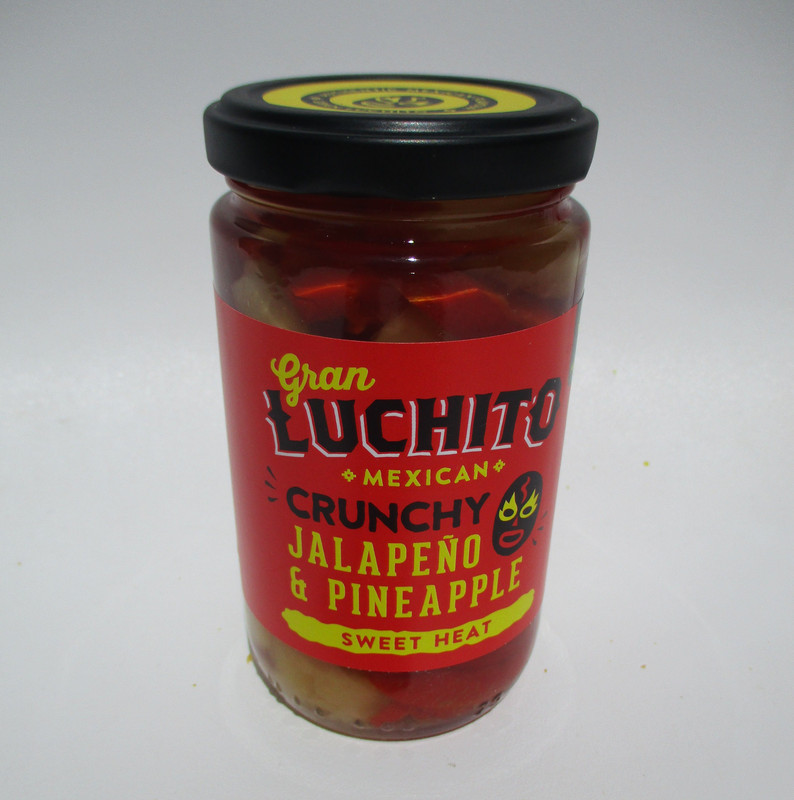 Gran
LUCHITO
MEXICAN
CRUNCHY
JALAPEÑO
& PINEAPPLE
SWEET HEAT